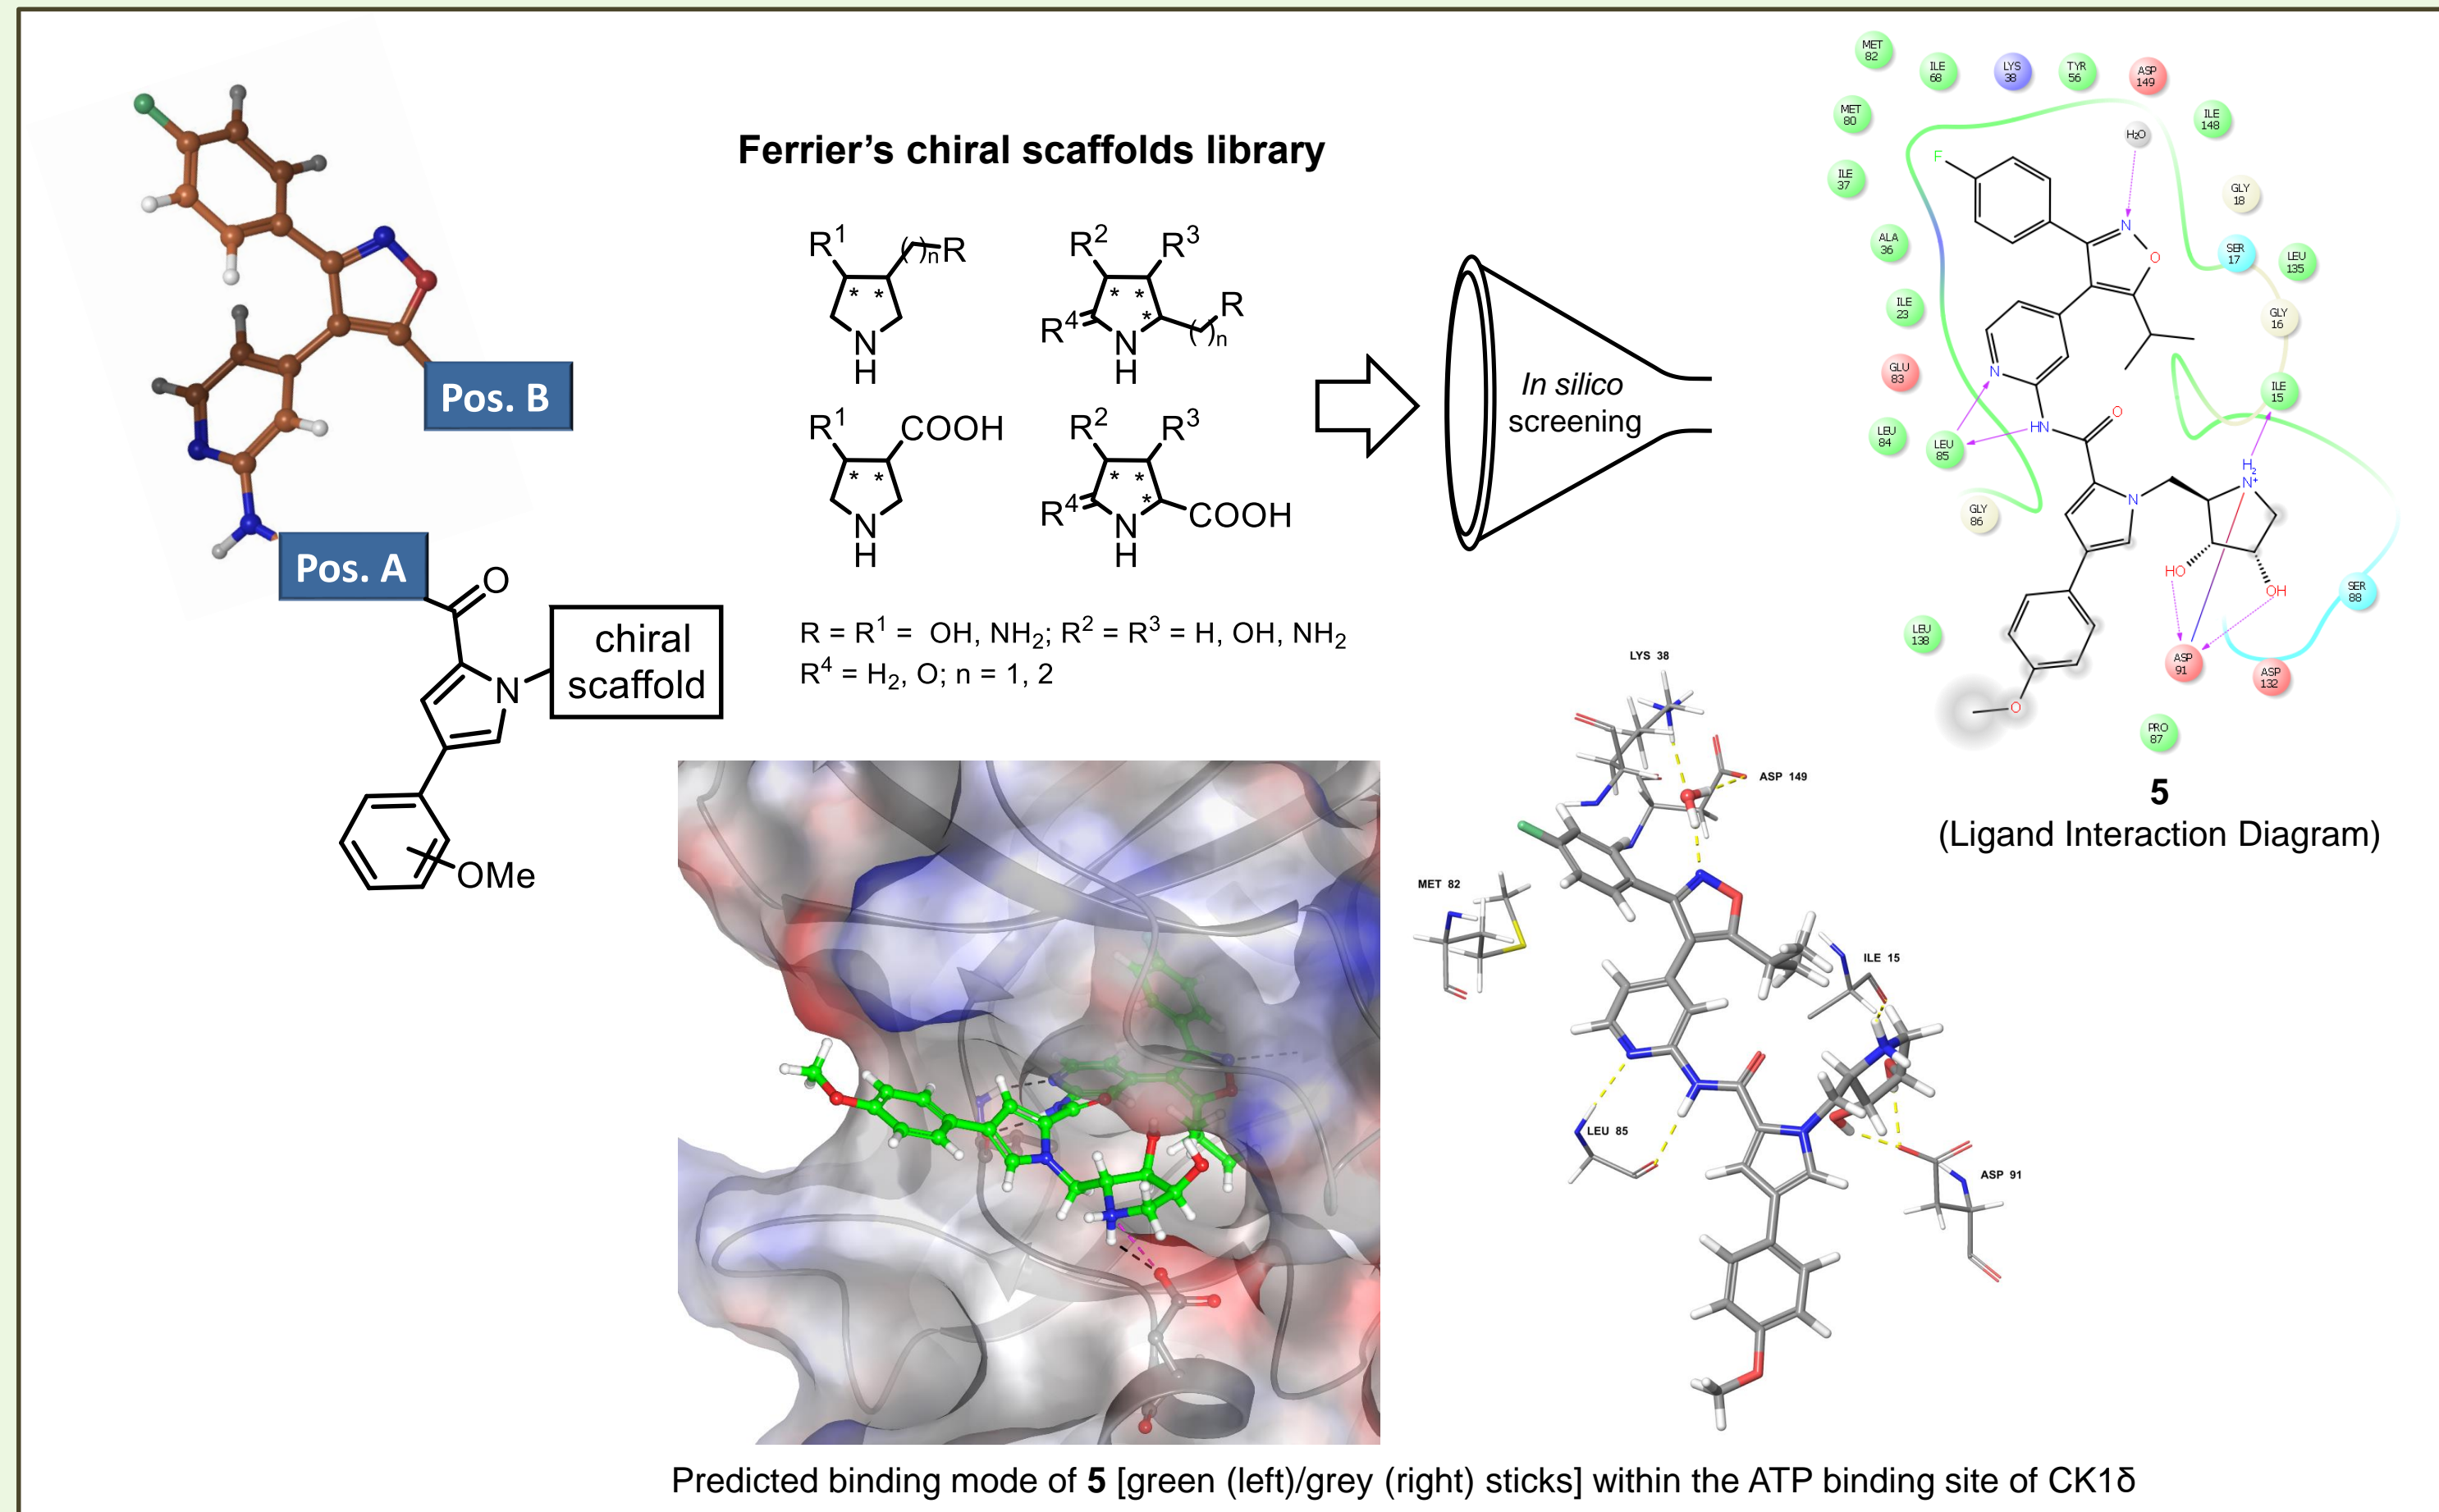 Ferrier’s chiral scaffolds library
Pos. B
Pos. A
O
N
chiral
scaffold
OMe
R¹
( )n R
* *
N
H
R²
R³
R⁴
* *
*
N
H
R
( )n
R¹
COOH
* *
N
H
R²
R³
R⁴
* *
*
N
H
COOH
R = R¹ = OH, NH₂; R² = R³ = H, OH, NH₂
R⁴ = H₂, O; n = 1, 2
In silico
screening
MET
82
ILE
68
LYS
38
TYR
56
ASP
149
MET
80
ILE
148
H₂O
F
ILE
37
GLY
18
N
O
ALA
36
SER
17
LEU
135
ILE
23
GLY
16
GLU
83
N
ILE
15
LEU
84
LEU
85
HN
O
H₂
N⁺
N
GLY
86
HO
OH
SER
88
LEU
138
ASP
91
ASP
132
O
PRO
87
5
(Ligand Interaction Diagram)
LYS 38
ASP 149
MET 82
ILE 15
LEU 85
ASP 91
Predicted binding mode of 5 [green (left)/grey (right) sticks] within the ATP binding site of CK1δ